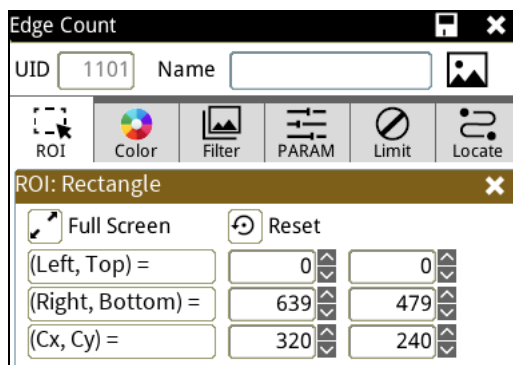 Edge Count
UID 1101 Name
ROI Color Filter PARAM Limit Locate
ROI: Rectangle
Full Screen Reset
(Left, Top) = 0 0
(Right, Bottom) = 639 479
(Cx, Cy) = 320 240